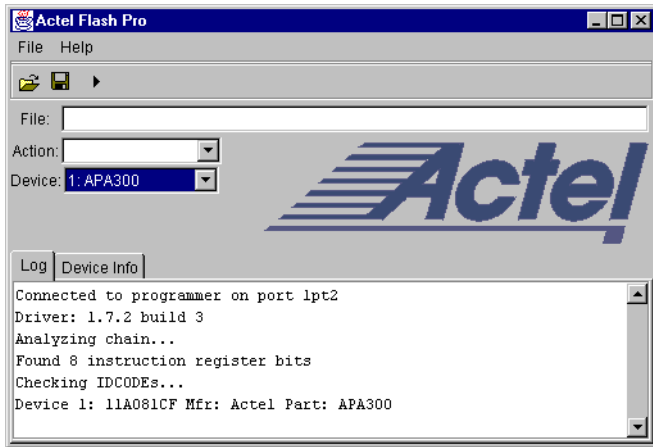 Actel Flash Pro
File Help
File:
Action:
Device: 1: APA300
Actel
Log Device Info
Connected to programmer on port lpt2
Driver: 1.7.2 build 3
Analyzing chain...
Found 8 instruction register bits
Checking IDCODEs...
Device 1: 11A081CF Mfr: Actel Part: APA300